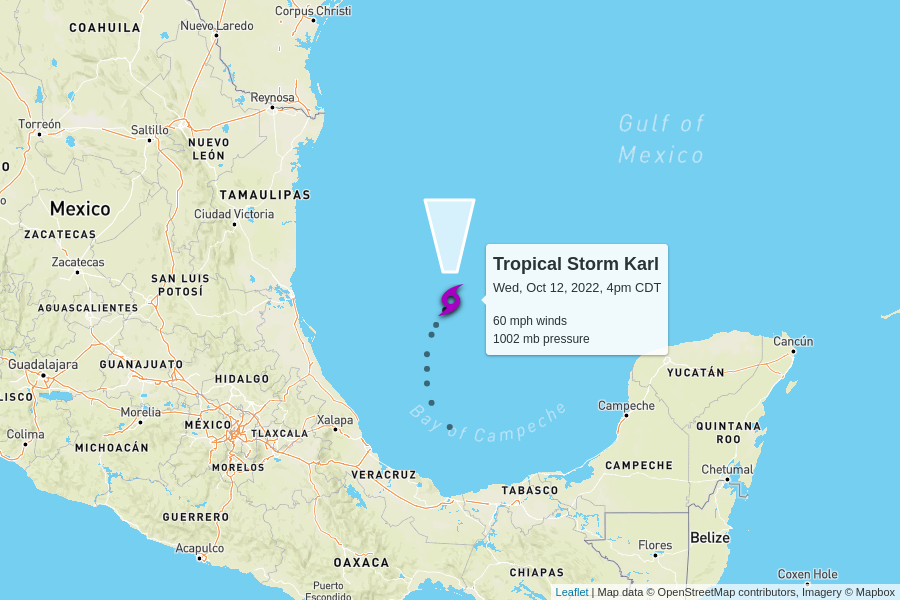 Corpus Christi
COAHUILA
Nuevo Laredo
Reynosa
Torreón
Saltillo
Gulf of
Mexico
NUEVO
LEÓN
O
TAMAULIPAS
o
Mexico
Ciudad Victoria
ZACATECAS
Zacatecas
Tropical Storm Karl
Wed, Oct 12, 2022, 4pm CDT
60 mph winds
1002 mb pressure
SAN LUIS
POTOSÍ
AGUASCALIENTES
Cancún
Guadalajara
GUANAJUATO
YUCATÁN
HIDALGO
LISCO
Morelia
Campeche
Xalapa
Bay of Campeche
MÉXICO
TLAXCALA
QUINTANA
ROO
Colima
MICHOACÁN
MORELOS
VERACRUZ
CAMPECHE
Chetumal
TABASCO
GUERRERO
Belize
Acapulco
Flores
OAXACA
CHIAPAS
Coxen Hole
Puerto
Escondido
Leaflet | Map data © OpenStreetMap contributors, Imagery © Mapbox